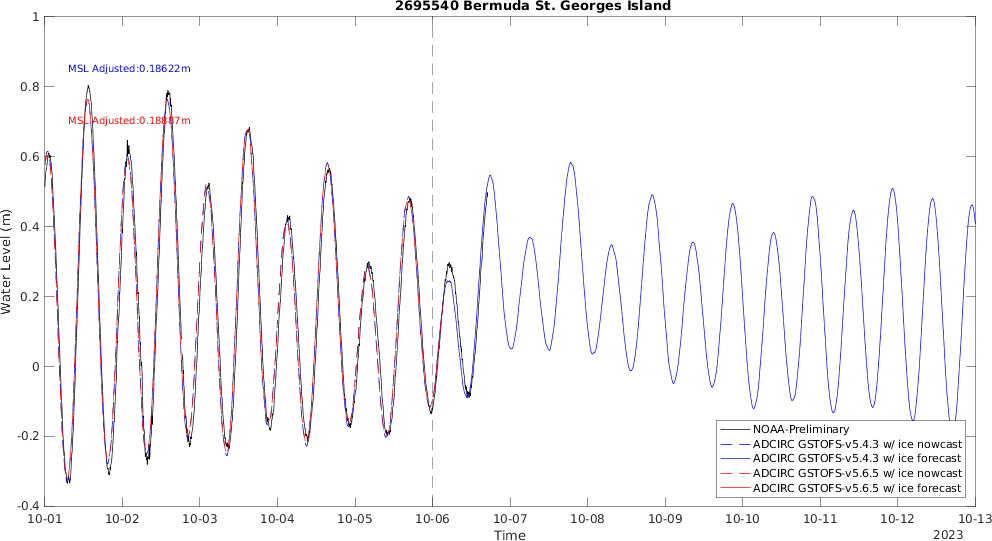 2695540 Bermuda St. Georges Island
1
MSL Adjusted:0.18622m
0.8
MSL Adjusted:0.18887m
0.6
0.4
Water Level (m)
0.2
0
-0.2
-0.4
NOAA-Preliminary
ADCIRC GSTOFS-v5.4.3 w/ ice nowcast
ADCIRC GSTOFS-v5.4.3 w/ ice forecast
ADCIRC GSTOFS-v5.6.5 w/ ice nowcast
ADCIRC GSTOFS-v5.6.5 w/ ice forecast
10-01 10-02 10-03 10-04 10-05 10-06 10-07 10-08 10-09 10-10 10-11 10-12 10-13
Time
2023